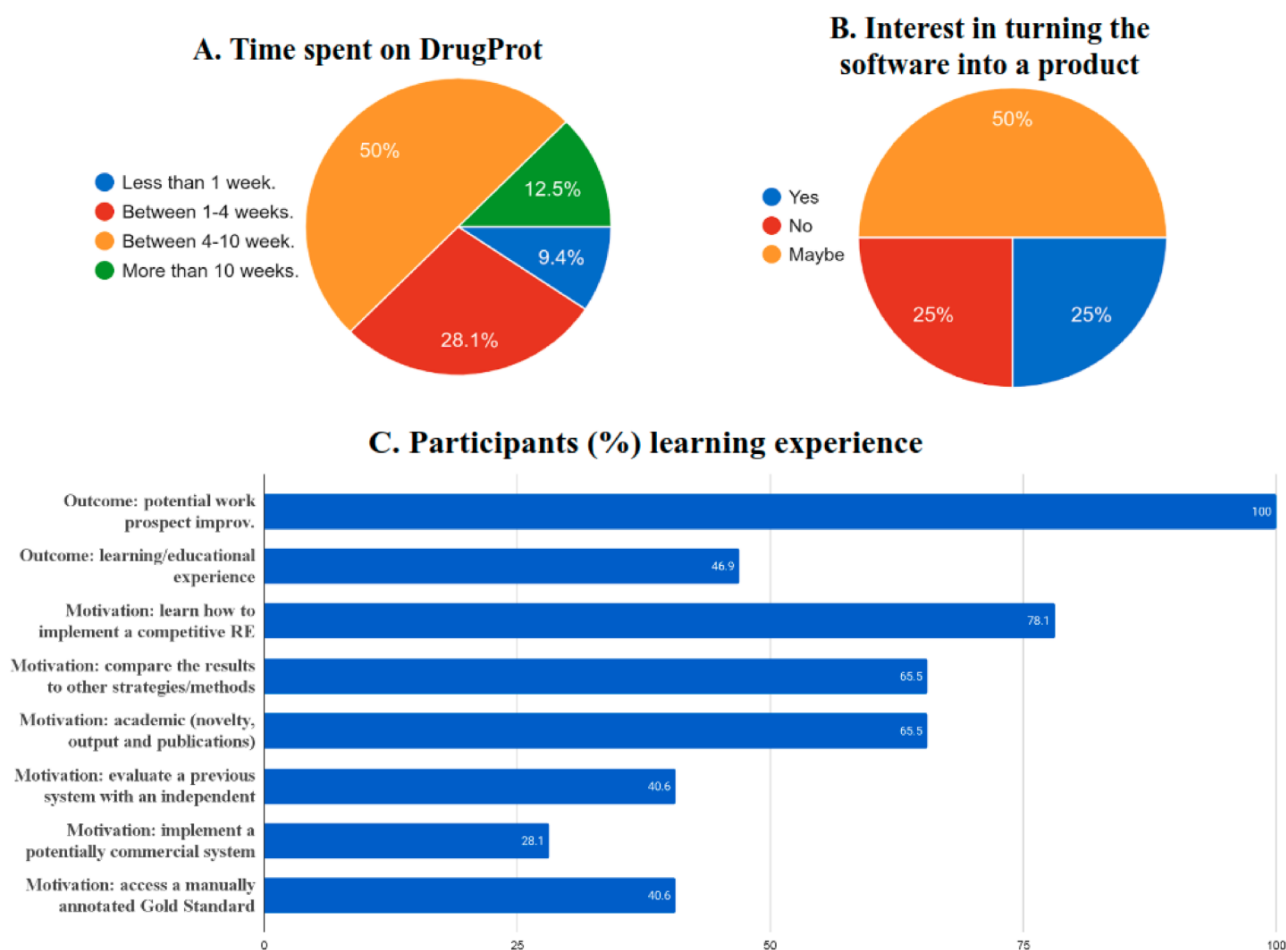 A. Time spent on DrugProt
Less than 1 week.
Between 1-4 weeks.
Between 4-10 week.
More than 10 weeks.
50%
12.5%
9.4%
28.1%
B. Interest in turning the
software into a product
Yes
No
Maybe
50%
25%
25%
C. Participants (%) learning experience
Outcome: potential work
prospect improv.
100
Outcome: learning/educational
experience
46.9
Motivation: learn how to
implement a competitive RE
78.1
Motivation: compare the results
to other strategies/methods
65.5
Motivation: academic (novelty,
output and publications)
65.5
Motivation: evaluate a previous
system with an independent
40.6
Motivation: implement a
potentially commercial system
28.1
Motivation: access a manually
annotated Gold Standard
40.6
0
25
50
75
100